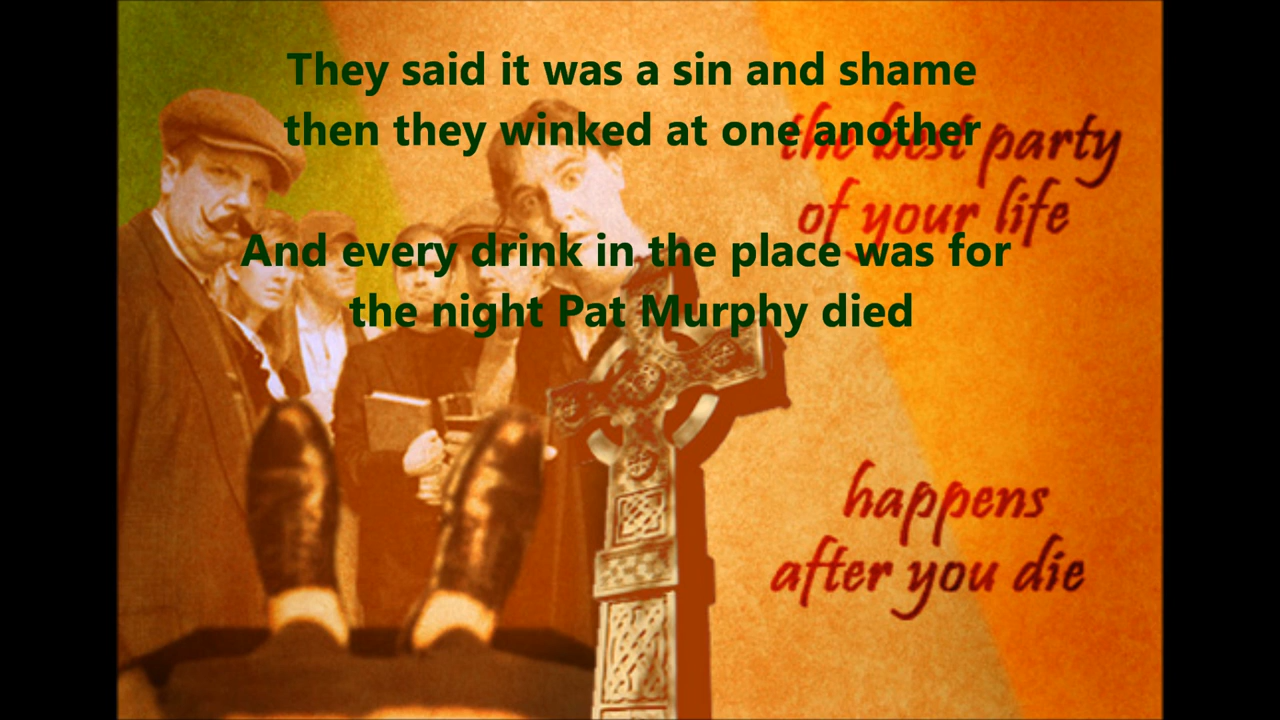 They said it was a sin and shame
then they winked at one another
And every drink in the place was for
the night Pat Murphy died
the best party
of your life
happens
after you die